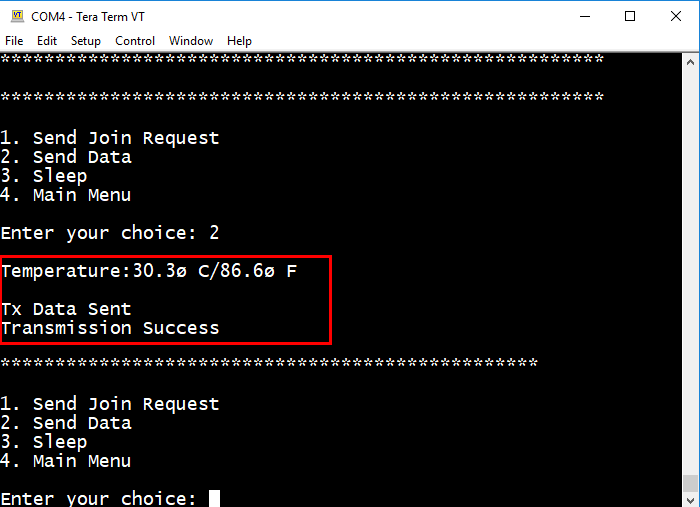 COM4 - Tera Term VT
File Edit Setup Control Window Help
*******************************************************
*******************************************************
1. Send Join Request
2. Send Data
3. Sleep
4. Main Menu
Enter your choice: 2
Temperature:30.3ø C/86.6ø F
Tx Data Sent
Transmission Success
*************************************************
1. Send Join Request
2. Send Data
3. Sleep
4. Main Menu
Enter your choice: